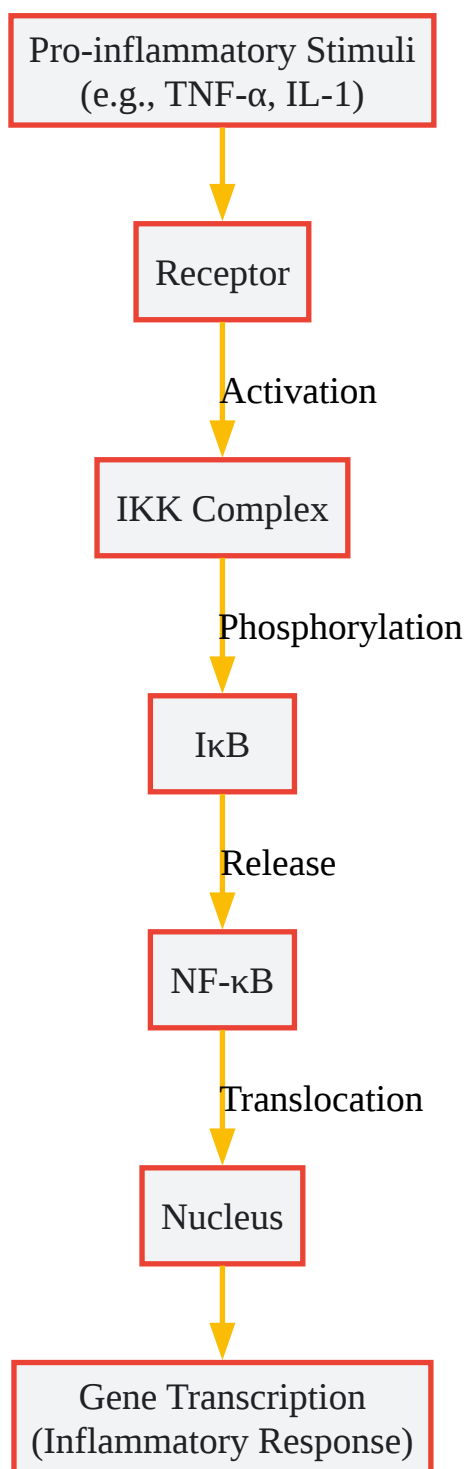 Pro-inflammatory Stimuli
(e.g., TNF-α, IL-1)
Receptor
Activation
IKK Complex
Phosphorylation
IκB
Release
NF-κB
Translocation
Nucleus
Gene Transcription
(Inflammatory Response)